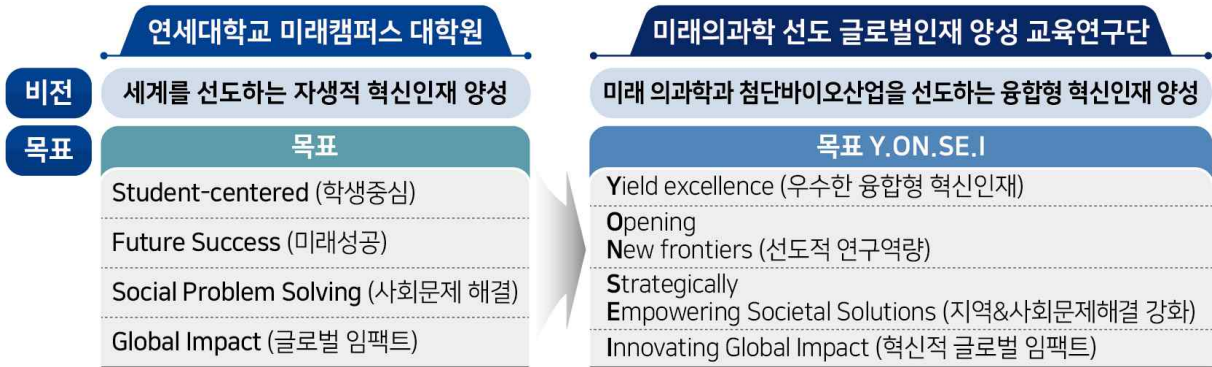 연세대학교 미래캠퍼스 대학원
미래의과학 선도 글로벌인재 양성 교육연구단
비전
세계를 선도하는 자생적 혁신인재 양성
미래 의과학과 첨단바이오산업을 선도하는 융합형 혁신인재 양성
목표
목표
Student-centered (학생중심)
Future Success (미래성공)
Social Problem Solving (사회문제 해결)
Global Impact (글로벌 임팩트)
목표 Y.ON.SE.I
Yield excellence (우수한 융합형 혁신인재)
Opening
New frontiers (선도적 연구역량)
Strategically
Empowering Societal Solutions (지역&사회문제해결 강화)
Innovating Global Impact (혁신적 글로벌 임팩트)